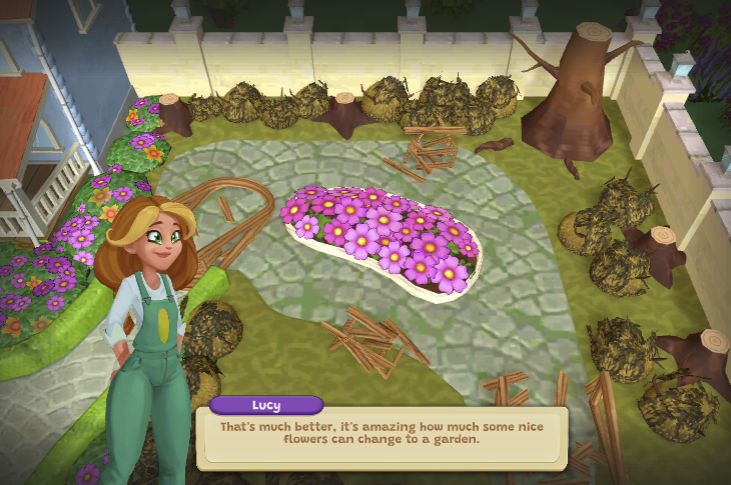 Lucy
That's much better, it's amazing how much some nice
flowers can change to a garden.